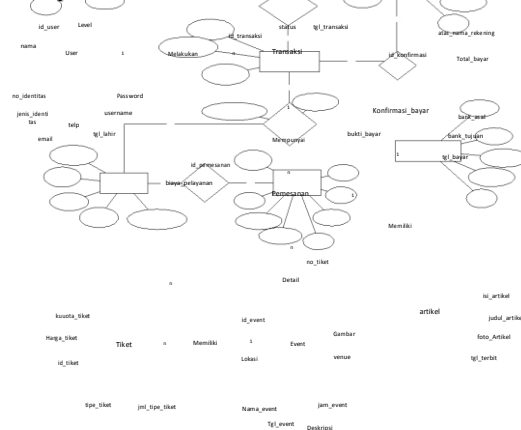 id_user
Level
status
tgl_transaksi
id_transaksi
atas_nama_rekening
nama
User
1
Melakukan
n
Transaksi
id_konfirmasi
Total_bayar
no_identitas
Password
jenis_identi
tas
username
telp
tgl_lahir
email
1
Konfirmasi_bayar
bank_asal
bukti_bayar
bank_tujuan
Mempunyai
1
tgl_bayar
id_pemesanan
biaya_pelayanan
n
Pemesanan
1
Memiliki
n
no_tiket
n
Detail
isi_artikel
kuuota_tiket
id_event
artikel
judul_artike
Harga_tiket
Tiket
n
Memiliki
1
Event
Gambar
foto_Artikel
id_tiket
Lokasi
venue
tgl_terbit
tipe_tiket
jml_tipe_tiket
Nama_event
jam_event
Tgl_event
Deskripsi